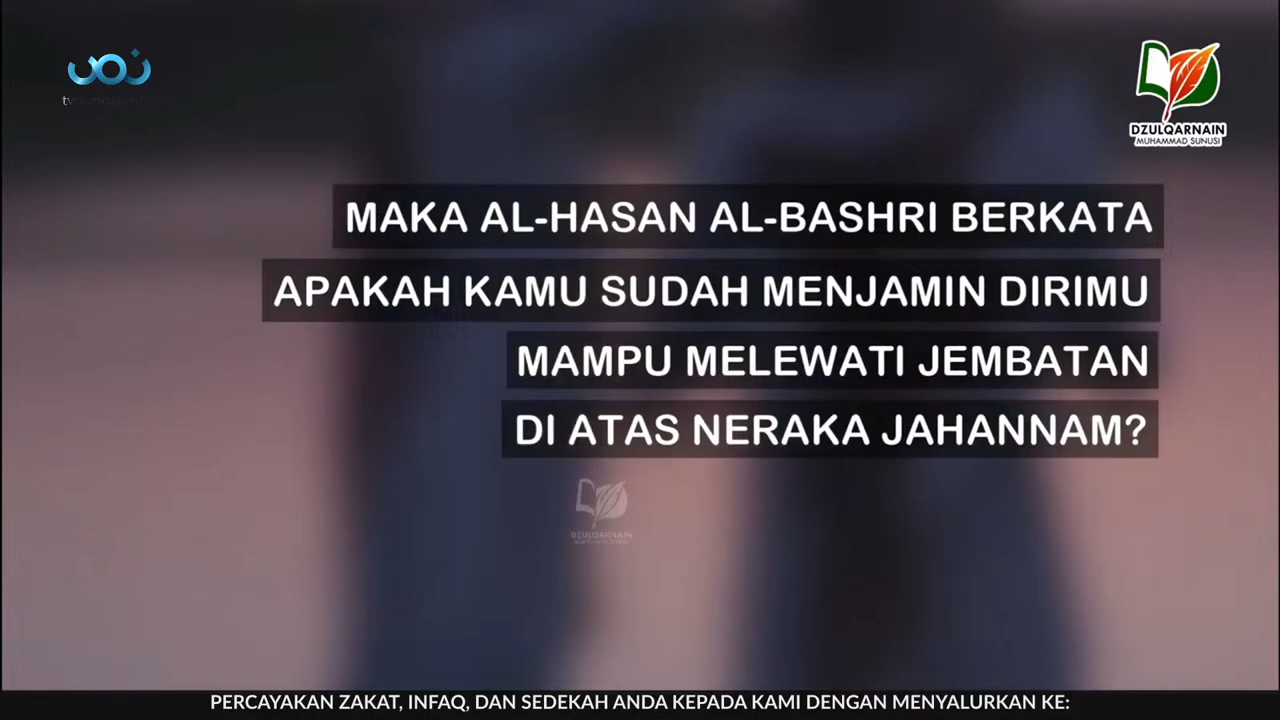 DZULQARNAIN
MUHAMMAD SUNUSI
MAKA AL-HASAN AL-BASHRI BERKATA
APAKAH KAMU SUDAH MENJAMIN DIRIMU
MAMPU MELEWATI JEMBATAN
DI ATAS NERAKA JAHANNAM?
DZULQARNAIN
PERCAYAKAN ZAKAT, INFAQ, DAN SEDEKAH ANDA KEPADA KAMI DENGAN MENYALURKAN KE: